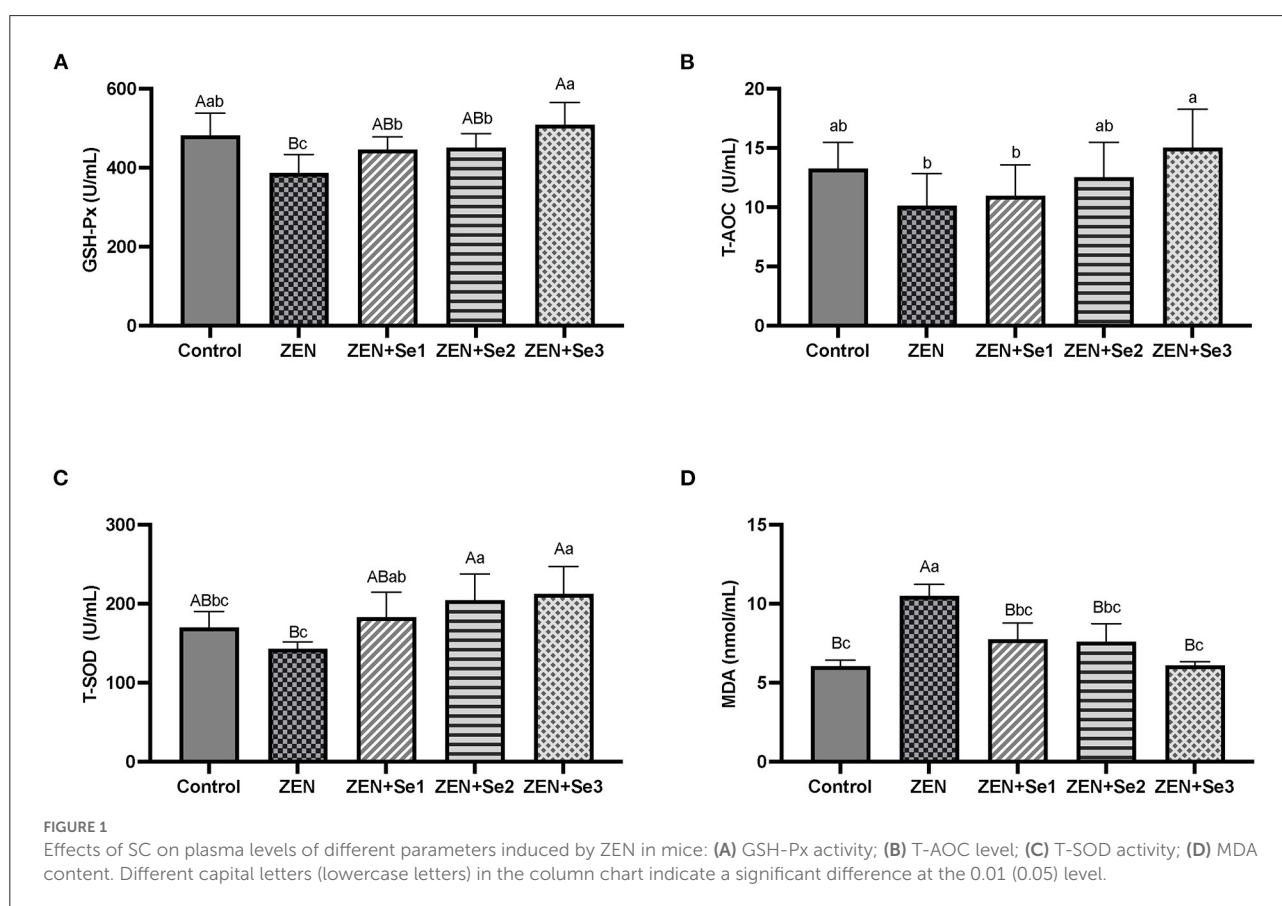 A
600
400
200
0
GSH-Px (U/mL)
Aab
Bc
ABb
ABb
Aa
Control ZEN ZEN+Se1 ZEN+Se2 ZEN+Se3
B
20
15
10
5
0
T-AOC (U/mL)
ab
b
b
ab
a
Control ZEN ZEN+Se1 ZEN+Se2 ZEN+Se3
C
300
200
100
0
T-SOD (U/mL)
ABbc
Bc
ABab
Aa
Aa
Control ZEN ZEN+Se1 ZEN+Se2 ZEN+Se3
D
15
10
5
0
MDA (nmol/mL)
Bc
Aa
Bbc
Bbc
Bc
Control ZEN ZEN+Se1 ZEN+Se2 ZEN+Se3
FIGURE 1
Effects of SC on plasma levels of different parameters induced by ZEN in mice: (A) GSH-Px activity; (B) T-AOC level; (C) T-SOD activity; (D) MDA
content. Different capital letters (lowercase letters) in the column chart indicate a significant difference at the 0.01 (0.05) level.